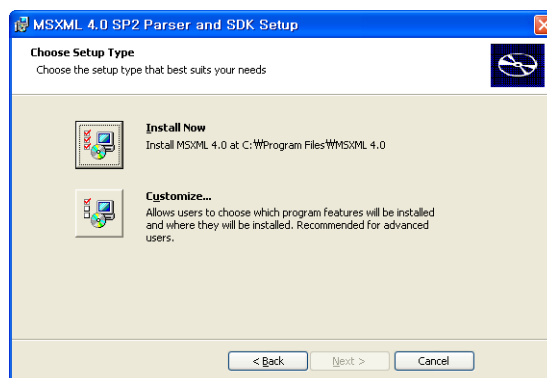 MSXML 4.0 SP2 Parser and SDK Setup
Choose Setup Type
Choose the setup type that best suits your needs
Install Now
Install MSXML 4.0 at C:₩Program Files₩MSXML 4.0
Customize...
Allows users to choose which program features will be installed
and where they will be installed. Recommended for advanced
users.
< Back
Next >
Cancel